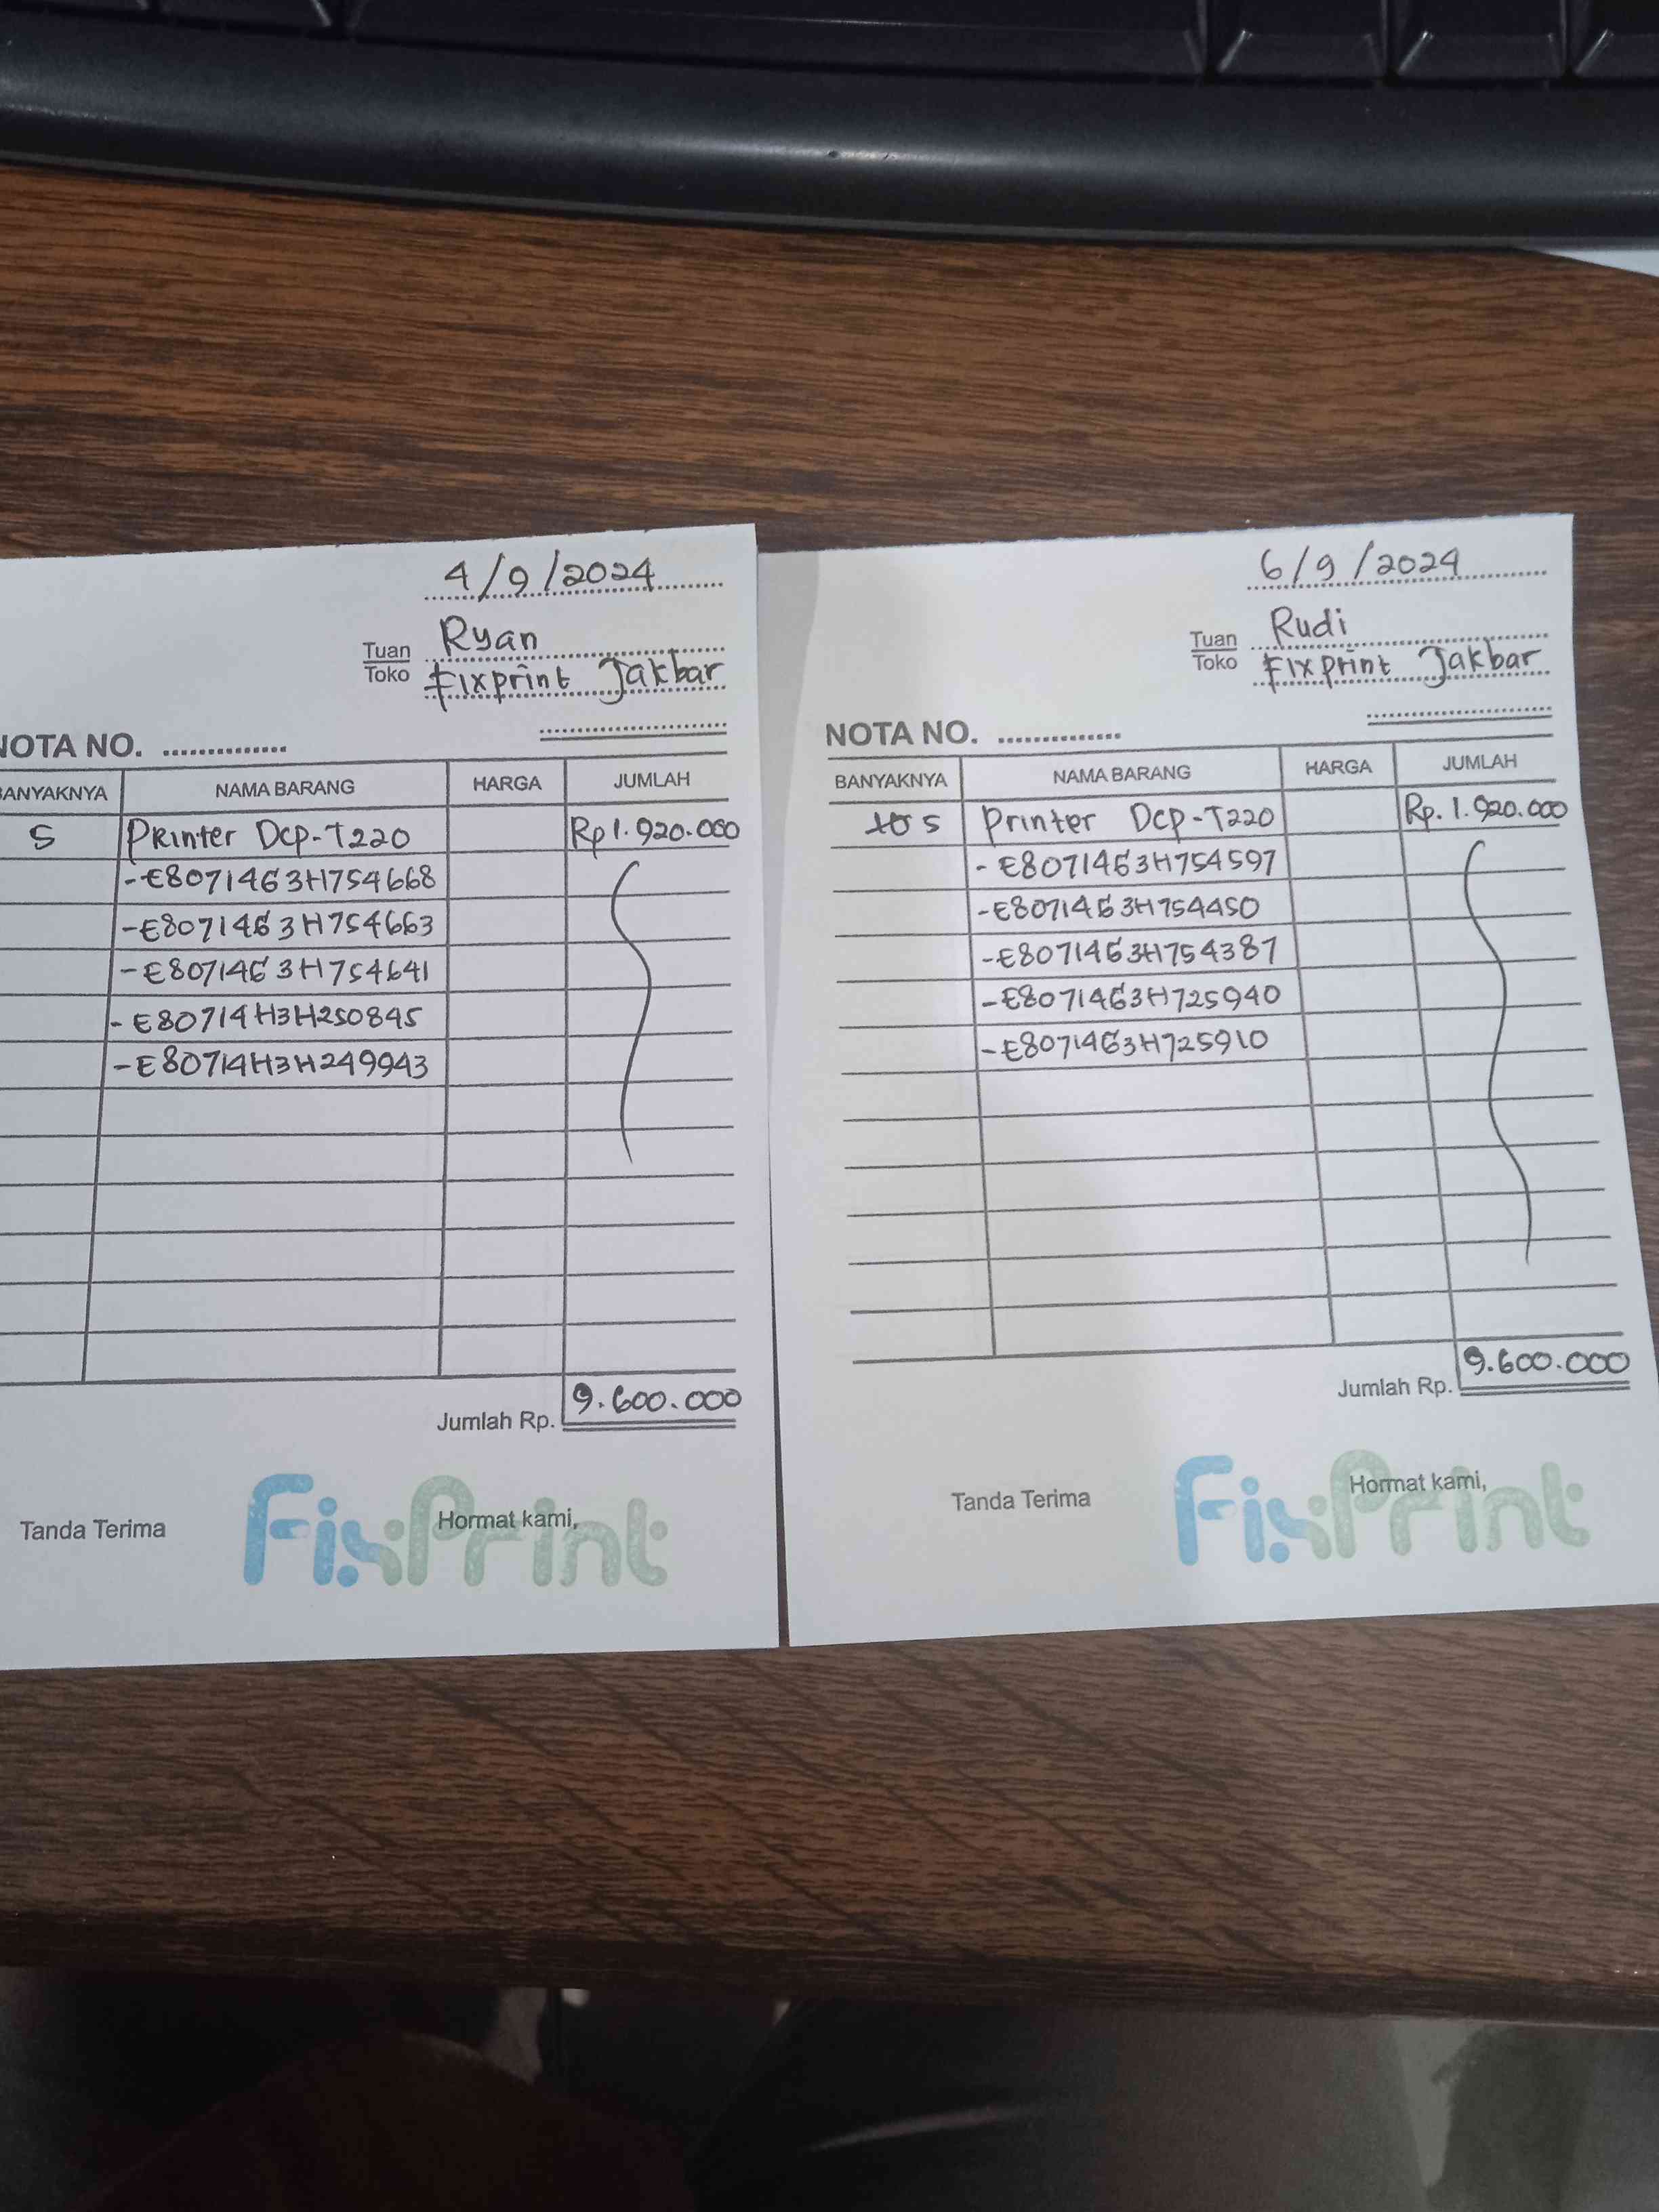 4/9/2024
Tuan Ryan
Toko Fixprint Jakbar
NOTA NO. ..............
BANYAKNYA NAMA BARANG HARGA JUMLAH
5 Printer Dcp-T220 Rp 1.920.000
-E80714G3H754668
-E80714G3H754663
-E80714G3H754641
-E80714H3H250845
-E80714H3H249943
Jumlah Rp. 9.600.000
Tanda Terima Hormat kami,
FixPrint
6/9/2024
Tuan Rudi
Toko Fixprint Jakbar
NOTA NO. ..............
BANYAKNYA NAMA BARANG HARGA JUMLAH
5 Printer Dcp-T220 Rp. 1.920.000
- E80714G3H754597
-E80714G3H754450
-E80714G3H754387
-E80714G3H725940
-E80714G3H725910
Jumlah Rp. 9.600.000
Tanda Terima Hormat kami,
FixPrint